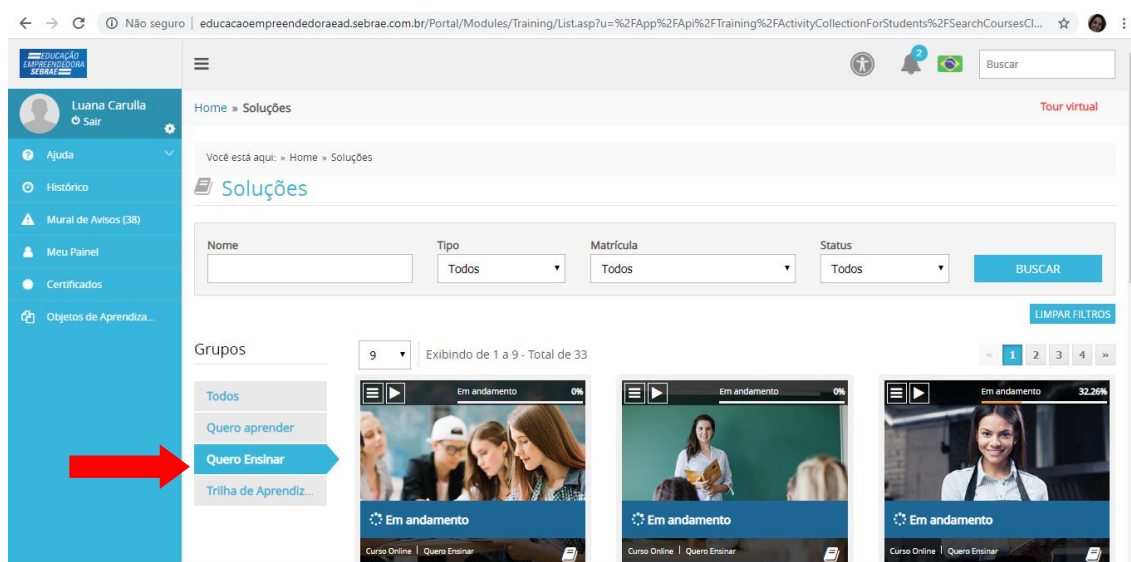 Não seguro | educacaoempreendedoraead.sebrae.com.br/Portal/Modules/Training/List.asp?u=%2FApp%2FApi%2FTraining%2FActivityCollectionForStudents%2FSearchCoursesCl...
EDUCAÇÃO
EMPREENDEDORA
SEBRAE
2
Buscar
Luana Carulla
Sair
Home » Soluções
Tour virtual
Ajuda
Histórico
Mural de Avisos (38)
Meu Painel
Certificados
Objetos de Aprendiza...
Você está aqui: » Home » Soluções
Soluções
Nome
Tipo
Matrícula
Status
Todos
Todos
Todos
BUSCAR
LIMPAR FILTROS
Grupos
Todos
Quero aprender
Quero Ensinar
Trilha de Aprendiz...
9
Exibindo de 1 a 9 - Total de 33
« 1 2 3 4 »
Em andamento 0%
Em andamento
Curso Online | Quero Ensinar
Em andamento 0%
Em andamento
Curso Online | Quero Ensinar
Em andamento 32.26%
Em andamento
Curso Online | Quero Ensinar